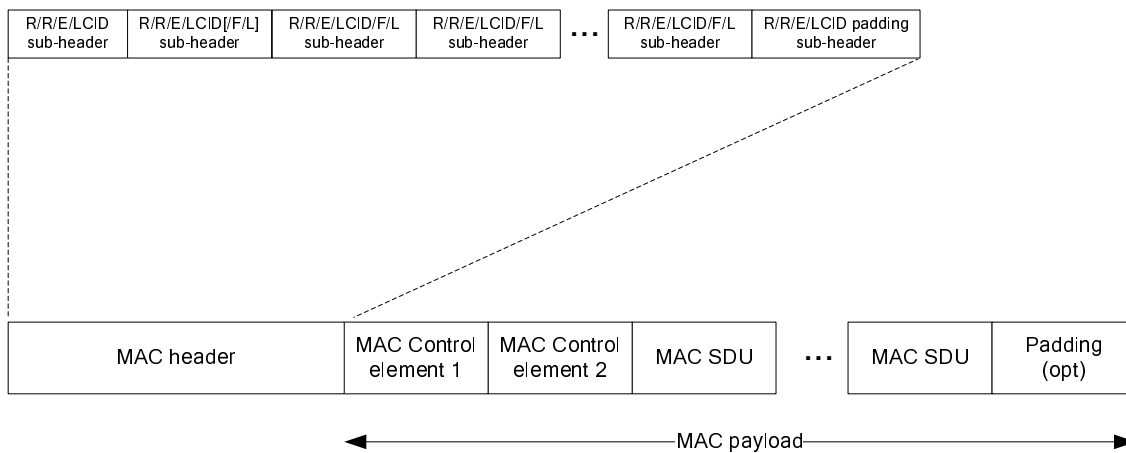 R/R/E/LCID
sub-header
R/R/E/LCID[/F/L]
sub-header
R/R/E/LCID/F/L
sub-header
R/R/E/LCID/F/L
sub-header
...
R/R/E/LCID/F/L
sub-header
R/R/E/LCID padding
sub-header
MAC header
MAC Control
element 1
MAC Control
element 2
MAC SDU
...
MAC SDU
Padding
(opt)
MAC payload